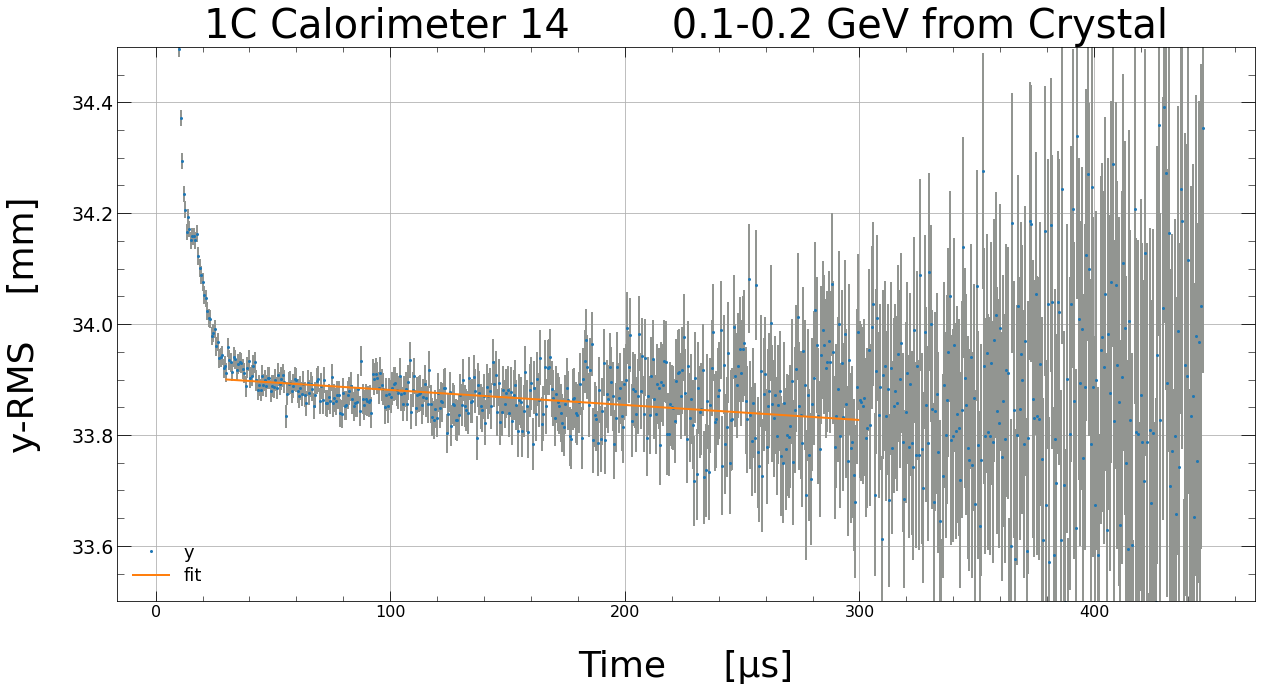 1C Calorimeter 14 0.1-0.2 GeV from Crystal
y-RMS [mm]
34.4
34.2
34.0
33.8
33.6
y
fit
0 100 200 300 400
Time [µs]